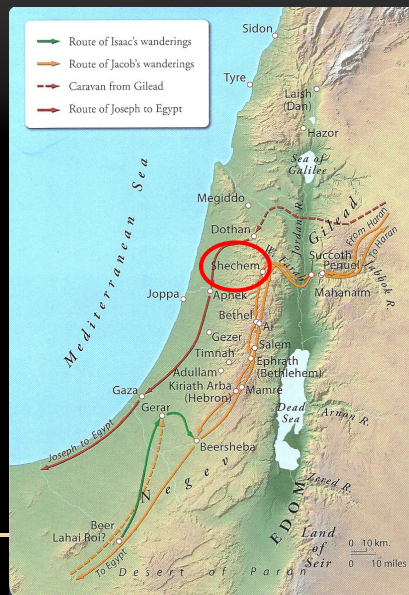 Route of Isaac's wanderings
Route of Jacob's wanderings
Caravan from Gilead
Route of Joseph to Egypt
Sidon
Tyre
Laish
(Dan)
Hazor
Sea of
Galilee
Mediterranean Sea
Megiddo
Dothan
Jordan R.
Gilead
From Haran
To Haran
Shechem
W. Farah
Succoth
Penuel
Jabbok R.
Mahanaim
Joppa
Aphek
Bethel
Ai
Gezer
Salem
Timnah
Ephrath
(Bethlehem)
Adullam
Kiriath Arba
(Hebron)
Mamre
Gaza
Gerar
Dead
Sea
Arnon R.
Joseph to Egypt
Beersheba
Negev
Zered R.
EDOM
Beer
Lahai Roi?
Land
of
Seir
To Egypt
Desert of Paran
0 10 km.
0 10 miles